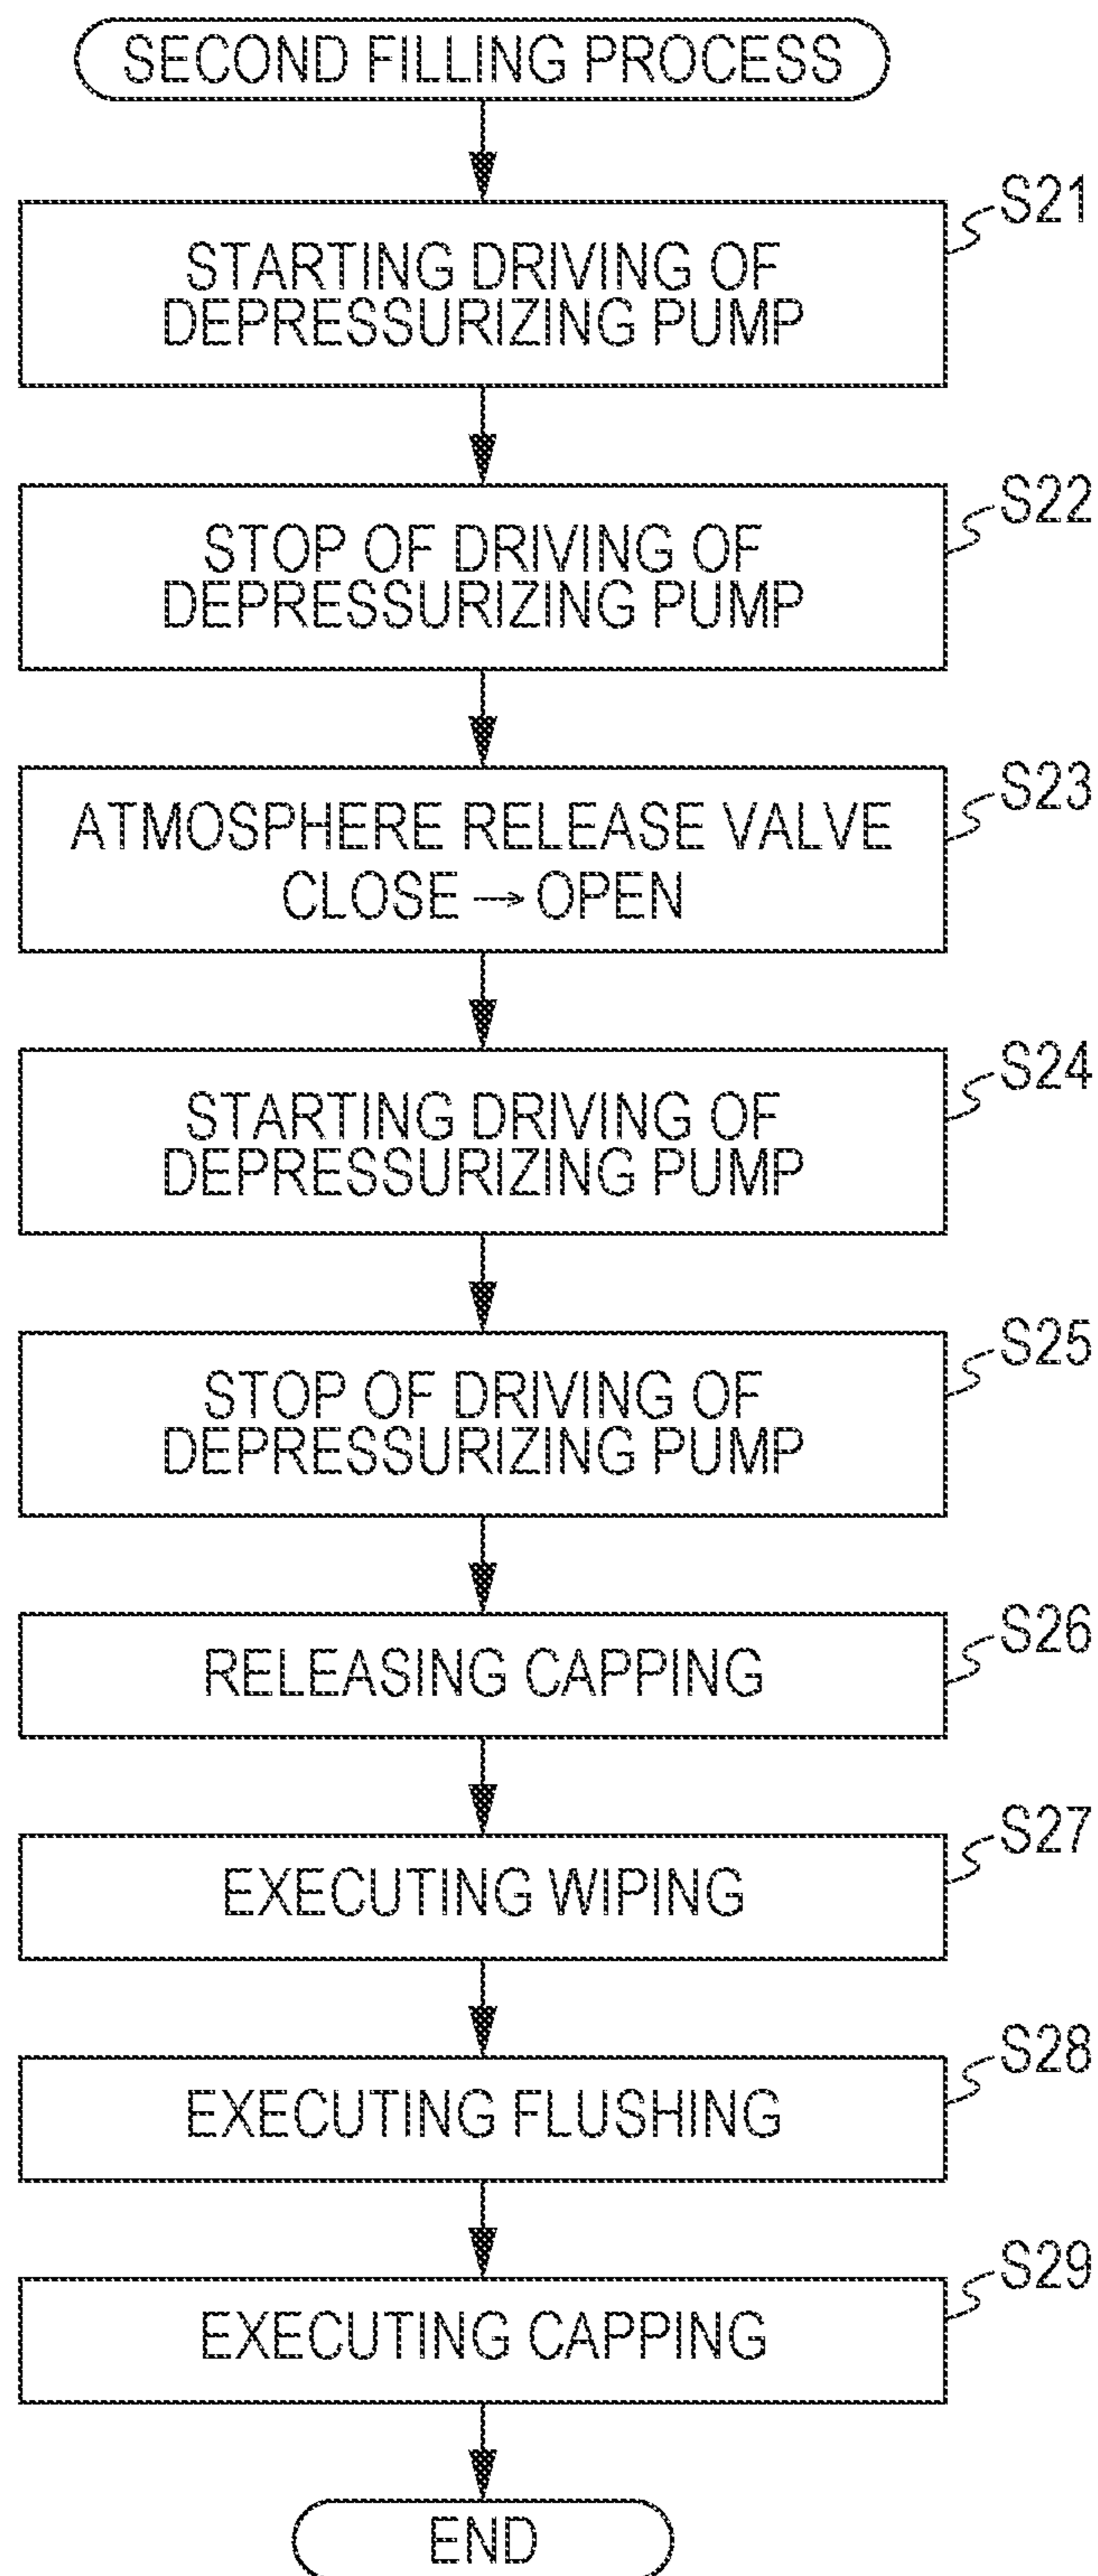 SECOND FILLING PROCESS
S21
STARTING DRIVING OF
DEPRESSURIZING PUMP
S22
STOP OF DRIVING OF
DEPRESSURIZING PUMP
S23
ATMOSPHERE RELEASE VALVE
CLOSE → OPEN
S24
STARTING DRIVING OF
DEPRESSURIZING PUMP
S25
STOP OF DRIVING OF
DEPRESSURIZING PUMP
S26
RELEASING CAPPING
S27
EXECUTING WIPING
S28
EXECUTING FLUSHING
S29
EXECUTING CAPPING
END